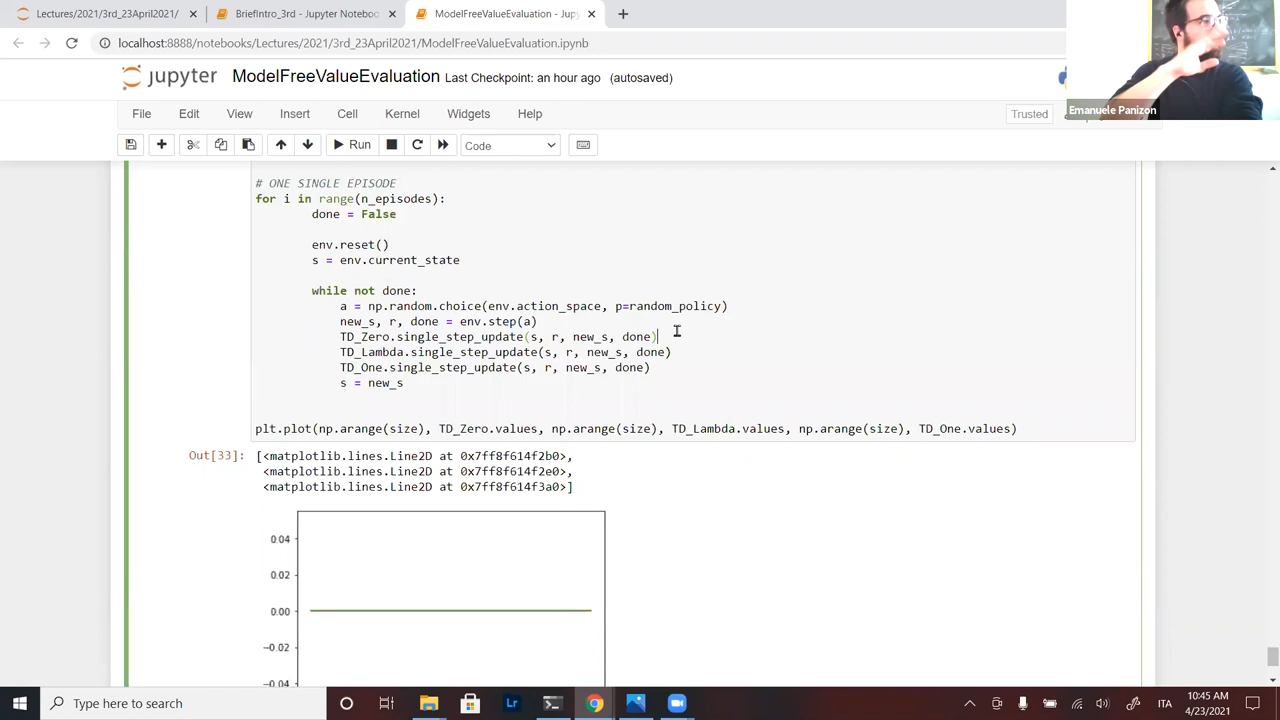 Lectures/2021/3rd_23April2021/
BriefIntro_3rd - Jupyter Noteboo
ModelFreeValueEvaluation - Jup
localhost:8888/notebooks/Lectures/2021/3rd_23April2021/ModelFreeValueEvaluation.ipynb
jupyter ModelFreeValueEvaluation Last Checkpoint: an hour ago (autosaved)
Emanuele Panizon
File Edit View Insert Cell Kernel Widgets Help
Trusted
Run
Code
# ONE SINGLE EPISODE
for i in range(n_episodes):
done = False
env.reset()
s = env.current_state
while not done:
a = np.random.choice(env.action_space, p=random_policy)
new_s, r, done = env.step(a)
TD_Zero.single_step_update(s, r, new_s, done)
TD_Lambda.single_step_update(s, r, new_s, done)
TD_One.single_step_update(s, r, new_s, done)
s = new_s
plt.plot(np.arange(size), TD_Zero.values, np.arange(size), TD_Lambda.values, np.arange(size), TD_One.values)
Out[33]: [<matplotlib.lines.Line2D at 0x7ff8f614f2b0>,
<matplotlib.lines.Line2D at 0x7ff8f614f2e0>,
<matplotlib.lines.Line2D at 0x7ff8f614f3a0>]
0.04
0.02
0.00
−0.02
−0.04
Type here to search
ITA
10:45 AM
4/23/2021